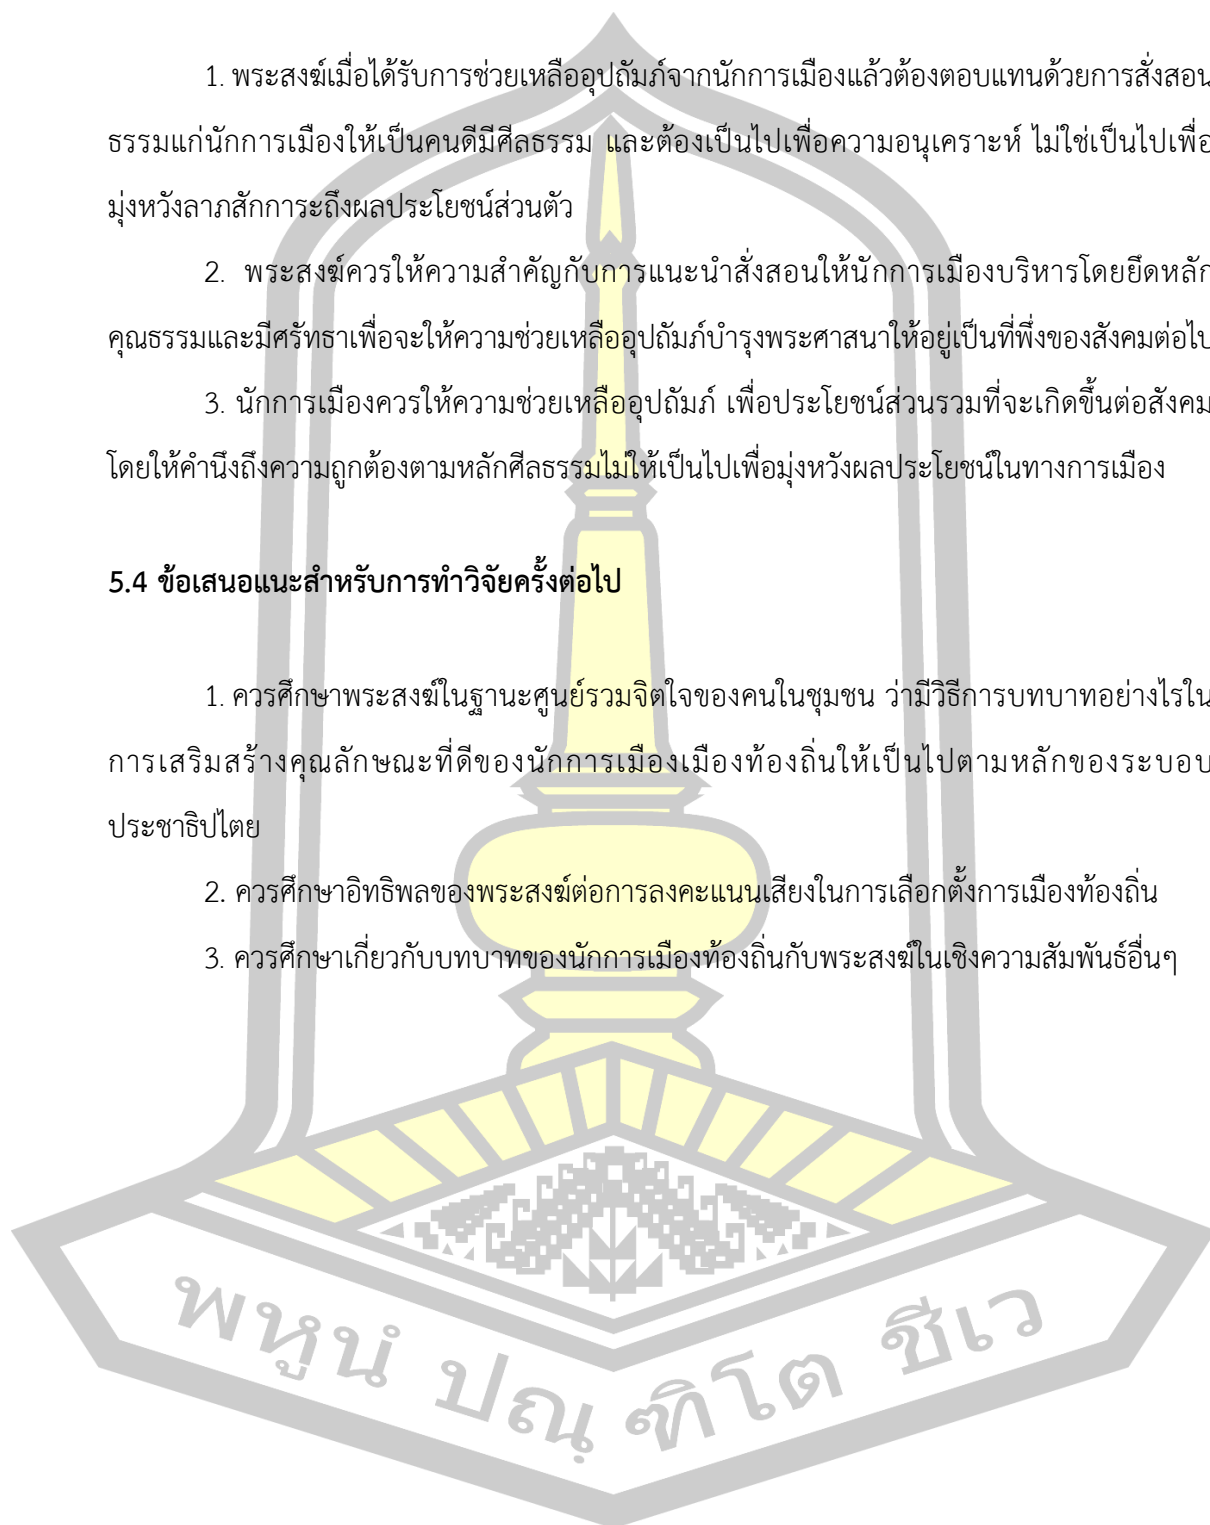 1. พระสงฆ์เมื่อได้รับการช่วยเหลืออุปถัมภ์จากนักการเมืองแล้วต้องตอบแทนด้วยการสั่งสอน
ธรรมแก่นักการเมืองให้เป็นคนดีมีศีลธรรม และต้องเป็นไปเพื่อความอนุเคราะห์ ไม่ใช่เป็นไปเพื่อ
มุ่งหวังลาภสักการะถึงผลประโยชน์ส่วนตัว
2. พระสงฆ์ควรให้ความสำคัญกับการแนะนำสั่งสอนให้นักการเมืองบริหารโดยยึดหลัก
คุณธรรมและมีศรัทธาเพื่อจะให้ความช่วยเหลืออุปถัมภ์บำรุงพระศาสนาให้อยู่เป็นที่พึ่งของสังคมต่อไป
3. นักการเมืองควรให้ความช่วยเหลืออุปถัมภ์ เพื่อประโยชน์ส่วนรวมที่จะเกิดขึ้นต่อสังคม
โดยให้คำนึงถึงความถูกต้องตามหลักศีลธรรมไม่ให้เป็นไปเพื่อมุ่งหวังผลประโยชน์ในทางการเมือง
5.4 ข้อเสนอแนะสำหรับการทำวิจัยครั้งต่อไป
1. ควรศึกษาพระสงฆ์ในฐานะศูนย์รวมจิตใจของคนในชุมชน ว่ามีวิธีการบทบาทอย่างไรใน
การเสริมสร้างคุณลักษณะที่ดีของนักการเมืองเมืองท้องถิ่นให้เป็นไปตามหลักของระบอบ
ประชาธิปไตย
2. ควรศึกษาอิทธิพลของพระสงฆ์ต่อการลงคะแนนเสียงในการเลือกตั้งการเมืองท้องถิ่น
3. ควรศึกษาเกี่ยวกับบทบาทของนักการเมืองท้องถิ่นกับพระสงฆ์ในเชิงความสัมพันธ์อื่นๆ
พหูนํ ปณฺฑิโต ชีเว